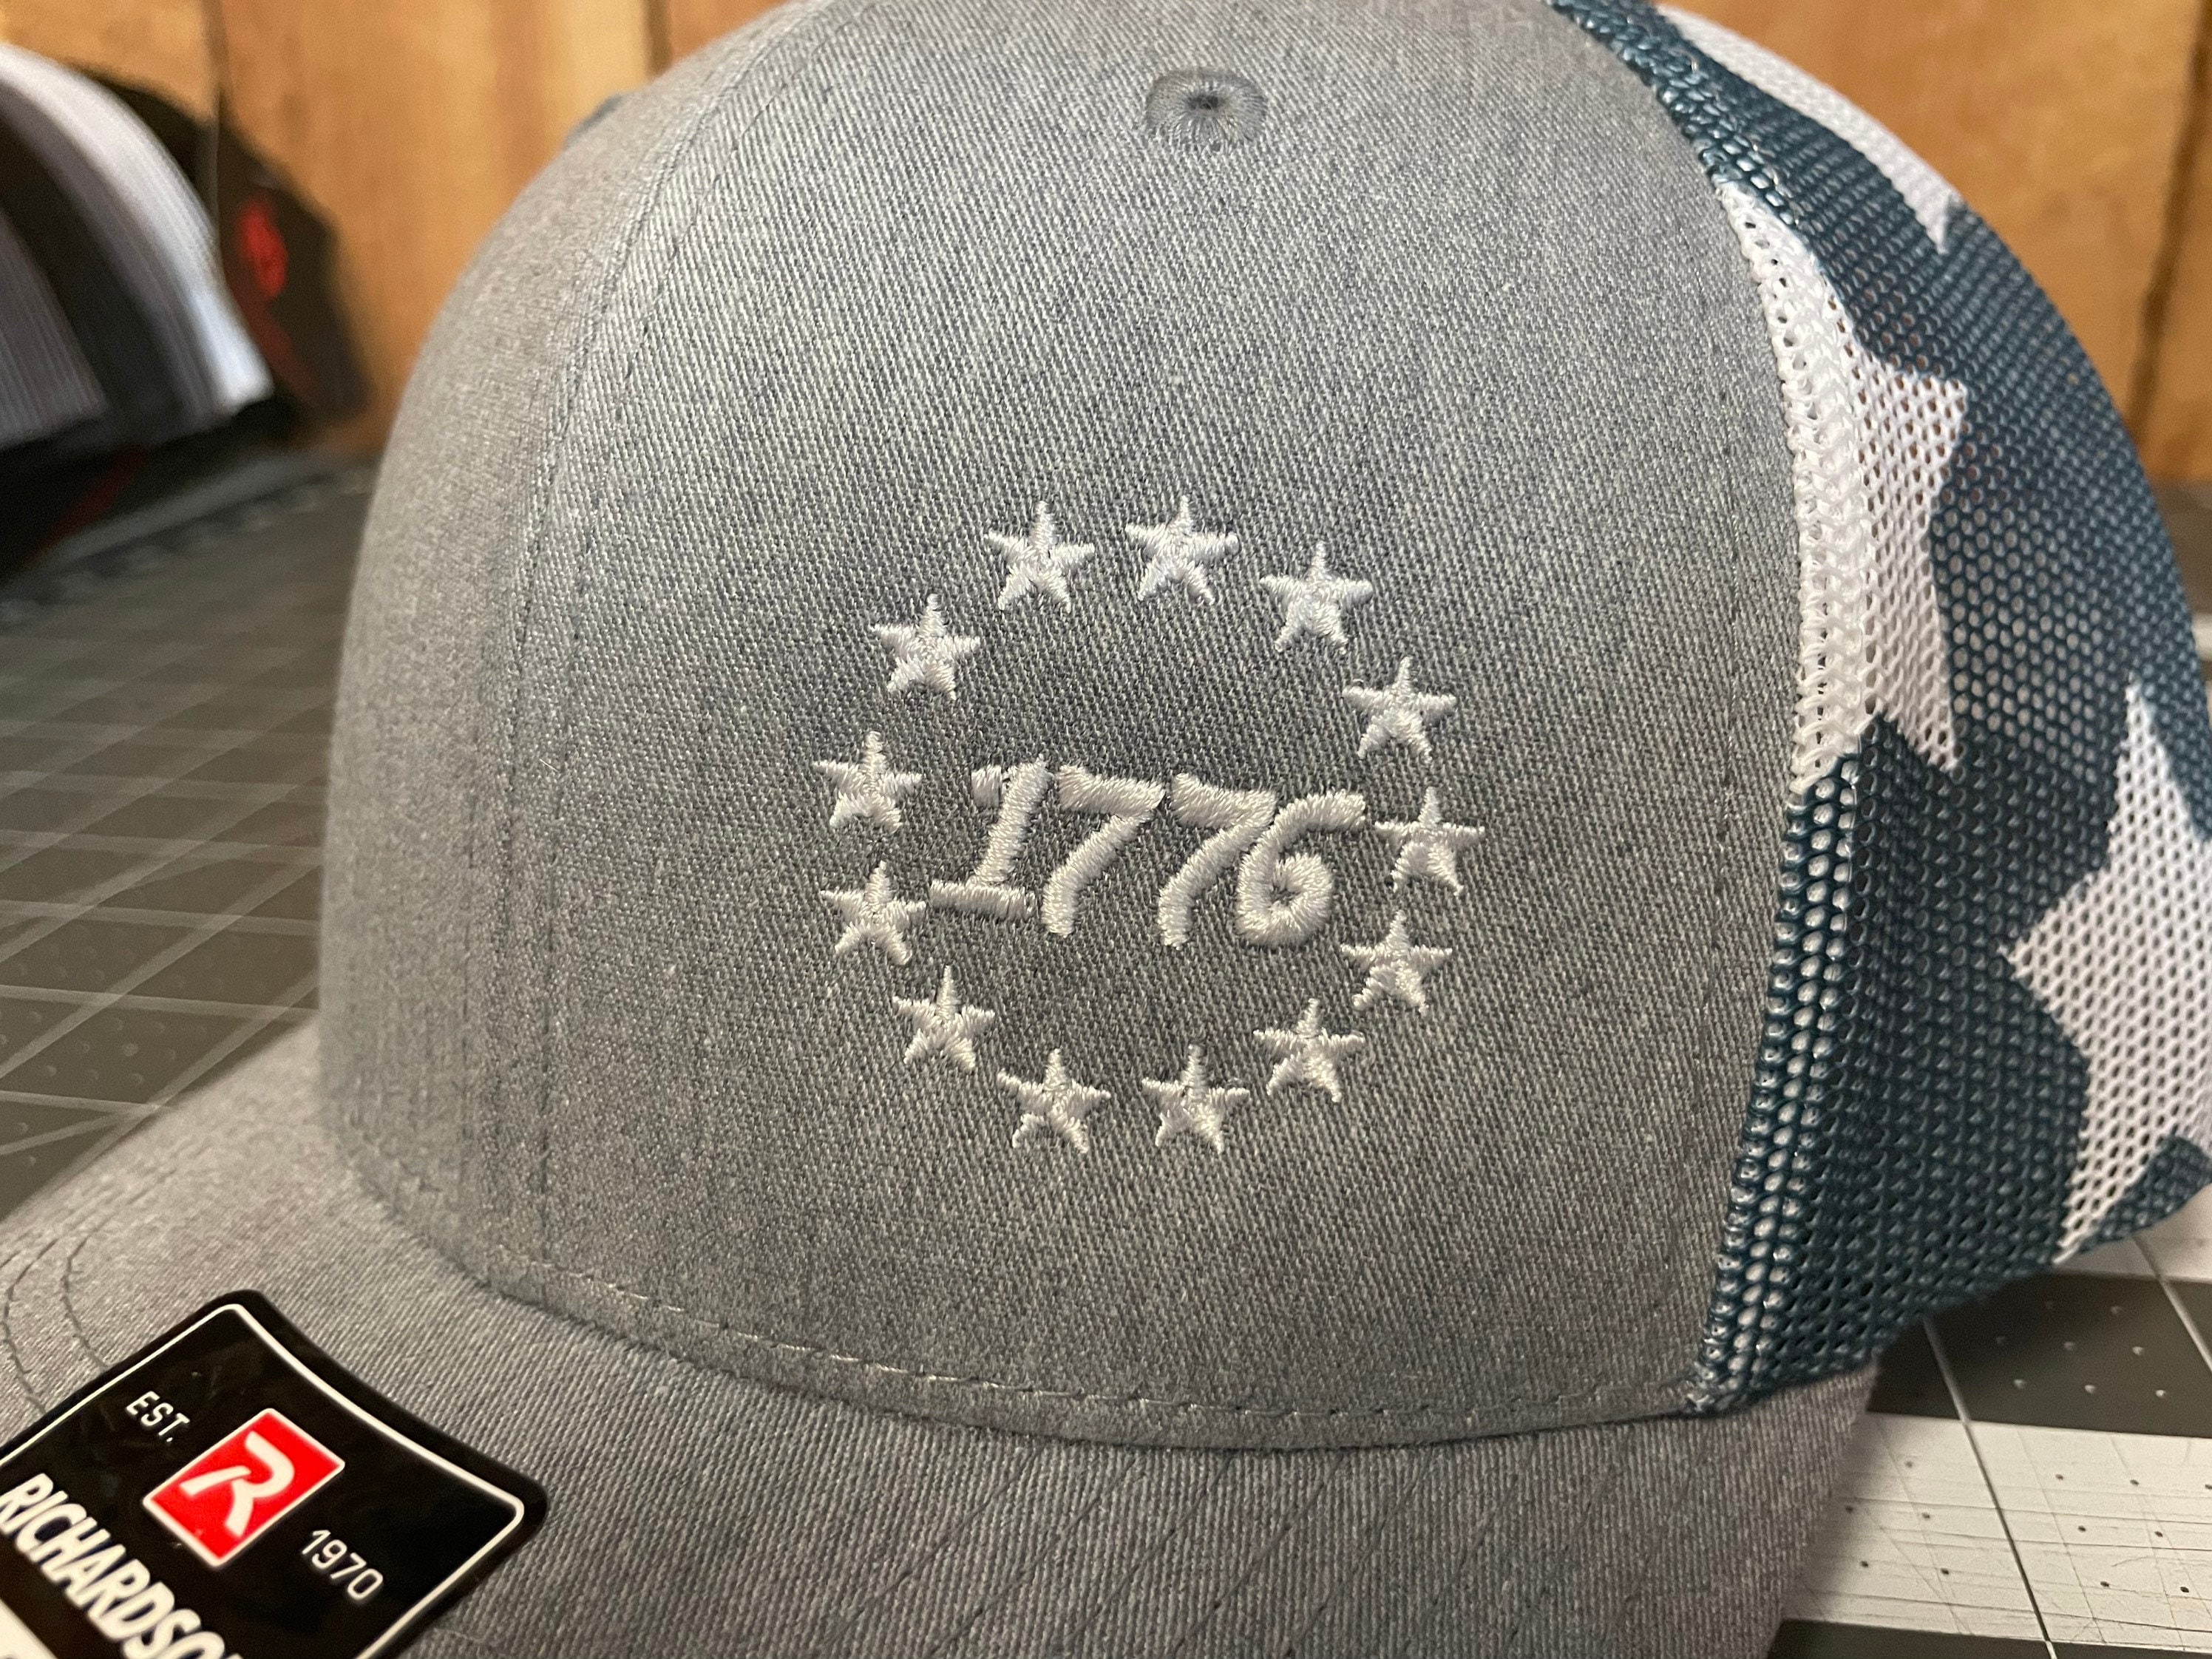 1776
EST.
R
1970
RICHARDSO